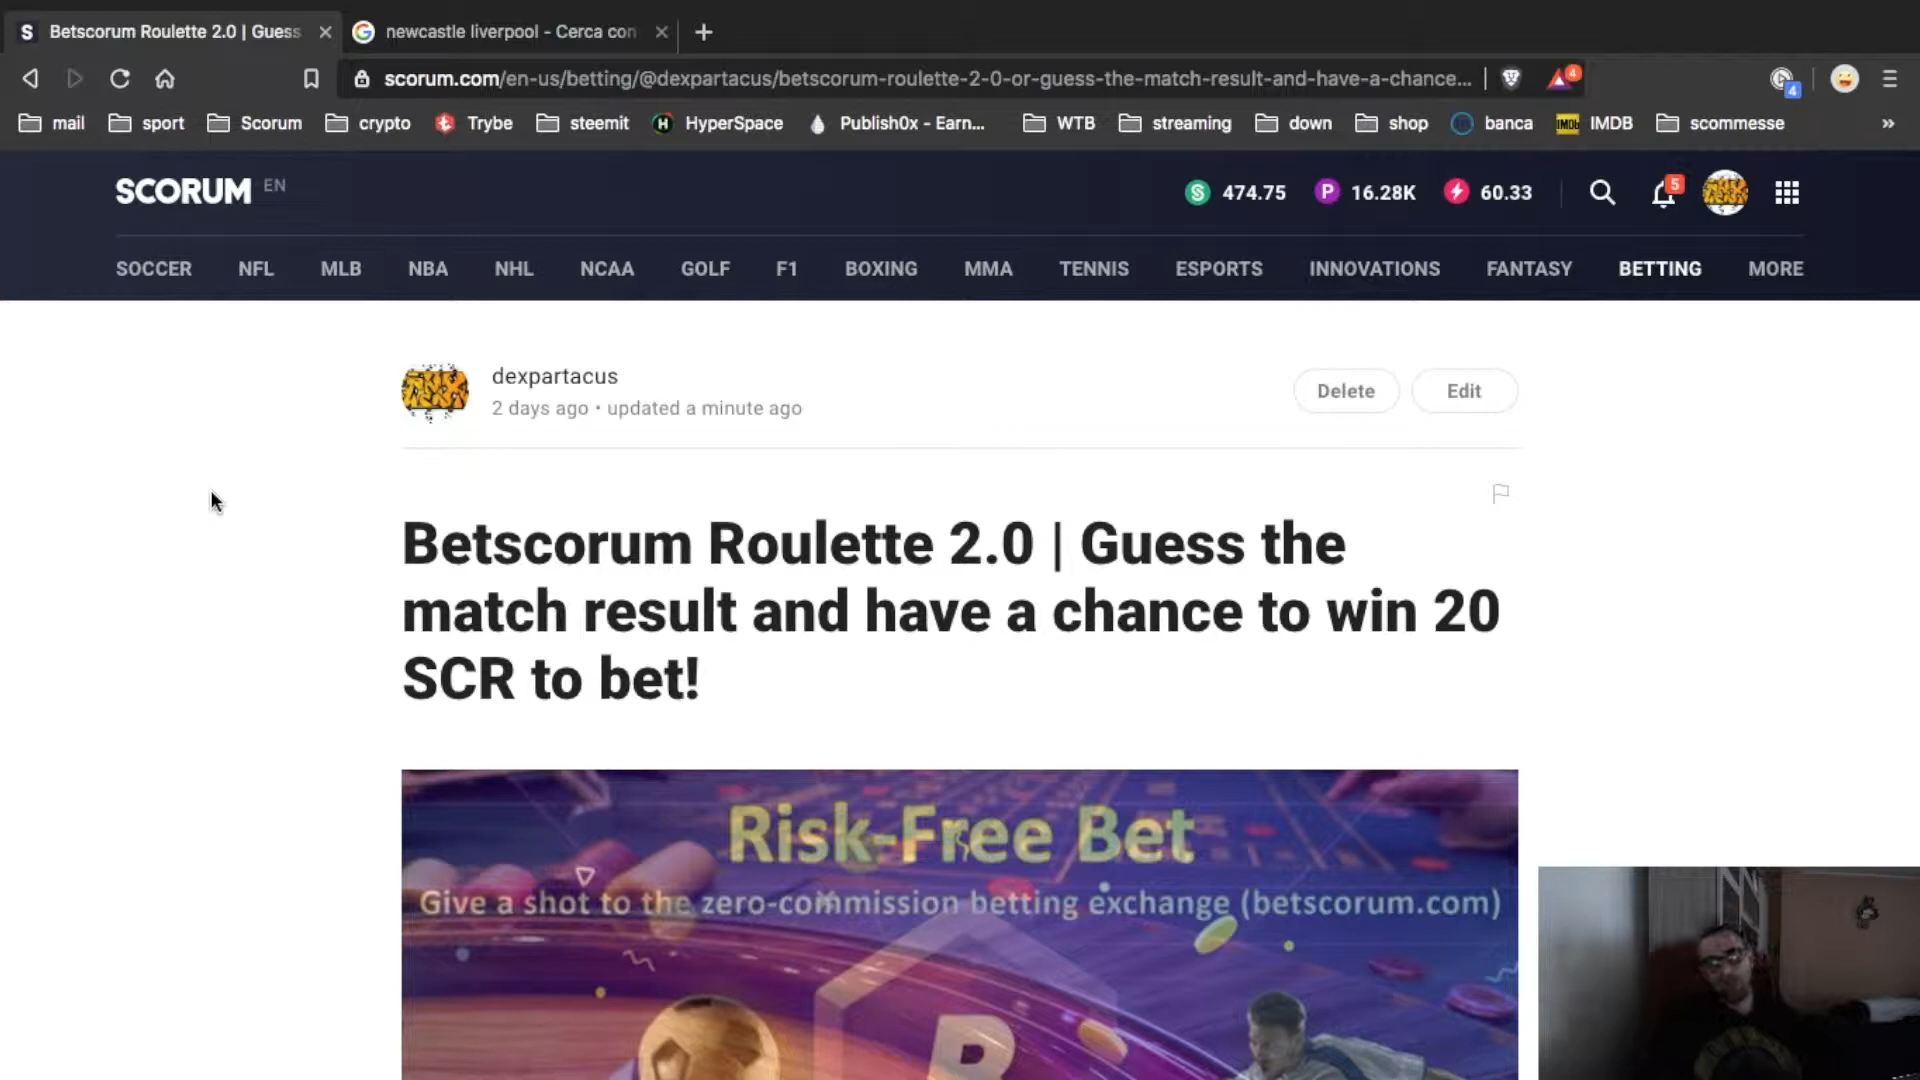 Betscorum Roulette 2.0 | Guess
newcastle liverpool - Cerca con
scorum.com/en-us/betting/@dexpartacus/betscorum-roulette-2-0-or-guess-the-match-result-and-have-a-chance...
4
4
mail
sport
Scorum
crypto
Trybe
steemit
HyperSpace
Publish0x - Earn...
WTB
streaming
down
shop
banca
IMDb IMDB
scommesse
SCORUM EN
474.75
P 16.28K
60.33
5
SOCCER NFL MLB NBA NHL NCAA GOLF F1 BOXING MMA TENNIS ESPORTS INNOVATIONS FANTASY BETTING MORE
dexpartacus
2 days ago • updated a minute ago
Delete
Edit
Betscorum Roulette 2.0 | Guess the
match result and have a chance to win 20
SCR to bet!
Risk-Free Bet
Give a shot to the zero-commission betting exchange (betscorum.com)